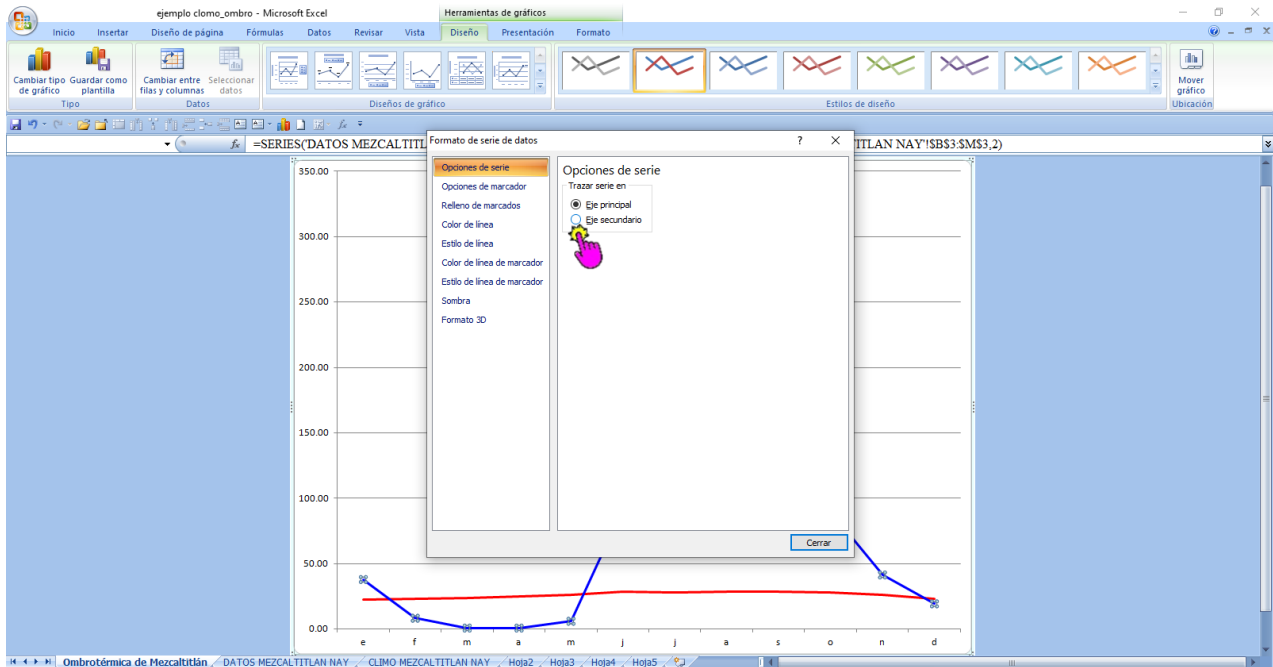 ejemplo clomo_ombro - Microsoft Excel
Herramientas de gráficos
Inicio Insertar Diseño de página Fórmulas Datos Revisar Vista Diseño Presentación Formato
Cambiar tipo de gráfico
Guardar como plantilla
Cambiar entre filas y columnas
Seleccionar datos
Mover gráfico
Tipo Datos Diseños de gráfico Estilos de diseño Ubicación
fx =SERIES('DATOS MEZCALTITL
TITLAN NAY'!$B$3:$M$3,2)
Formato de serie de datos
?
Opciones de serie
Opciones de marcador
Relleno de marcados
Color de línea
Estilo de línea
Color de línea de marcador
Estilo de línea de marcador
Sombra
Formato 3D
Opciones de serie
Trazar serie en
Eje principal
Eje secundario
Cerrar
350.00
300.00
250.00
200.00
150.00
100.00
50.00
0.00
e f m a m j j a s o n d
Ombrotérmica de Mezcaltitlán DATOS MEZCALTITLAN NAY CLIMO MEZCALTITLAN NAY Hoja2 Hoja3 Hoja4 Hoja5